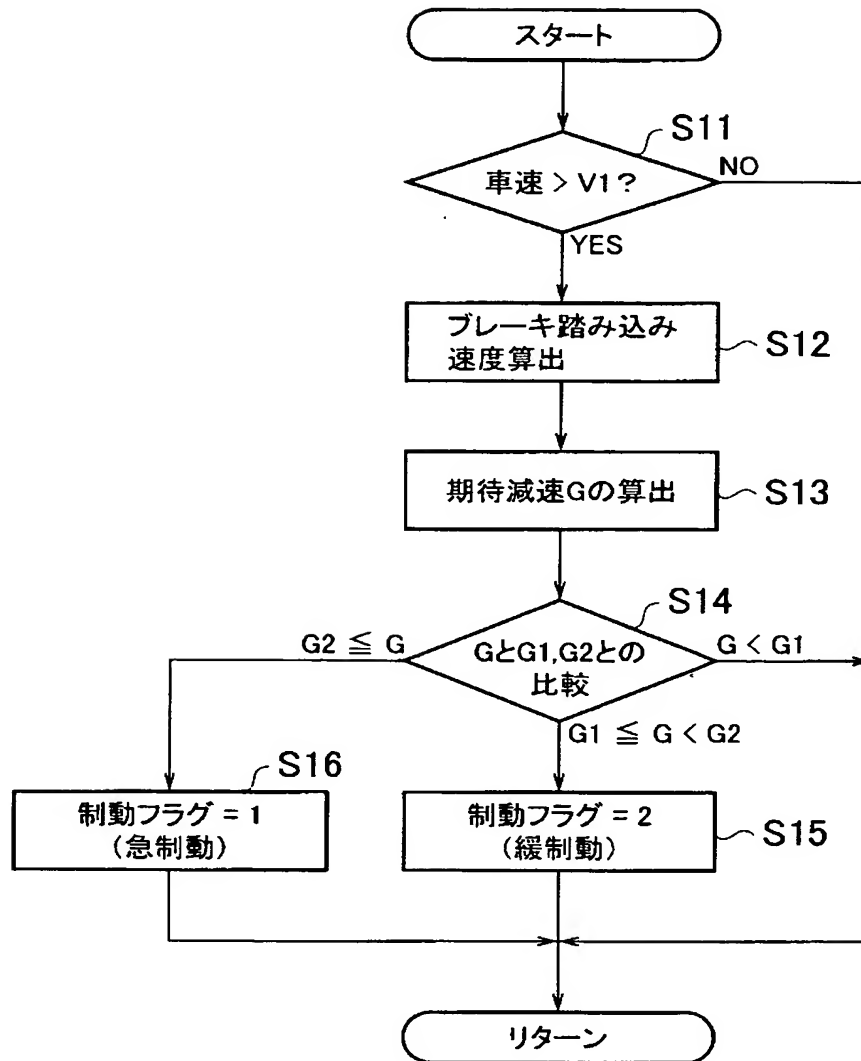 スタート
S11
車速 > V1?
NO
YES
ブレーキ踏み込み
速度算出
S12
期待減速Gの算出
S13
S14
G2 ≦ G
GとG1,G2との
比較
G < G1
G1 ≦ G < G2
S16
制動フラグ = 1
(急制動)
制動フラグ = 2
(緩制動)
S15
リターン